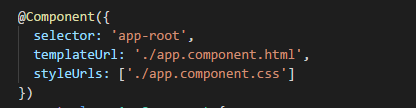 @Component({
  selector: 'app-root',
  templateUrl: './app.component.html',
  styleUrls: ['./app.component.css']
})